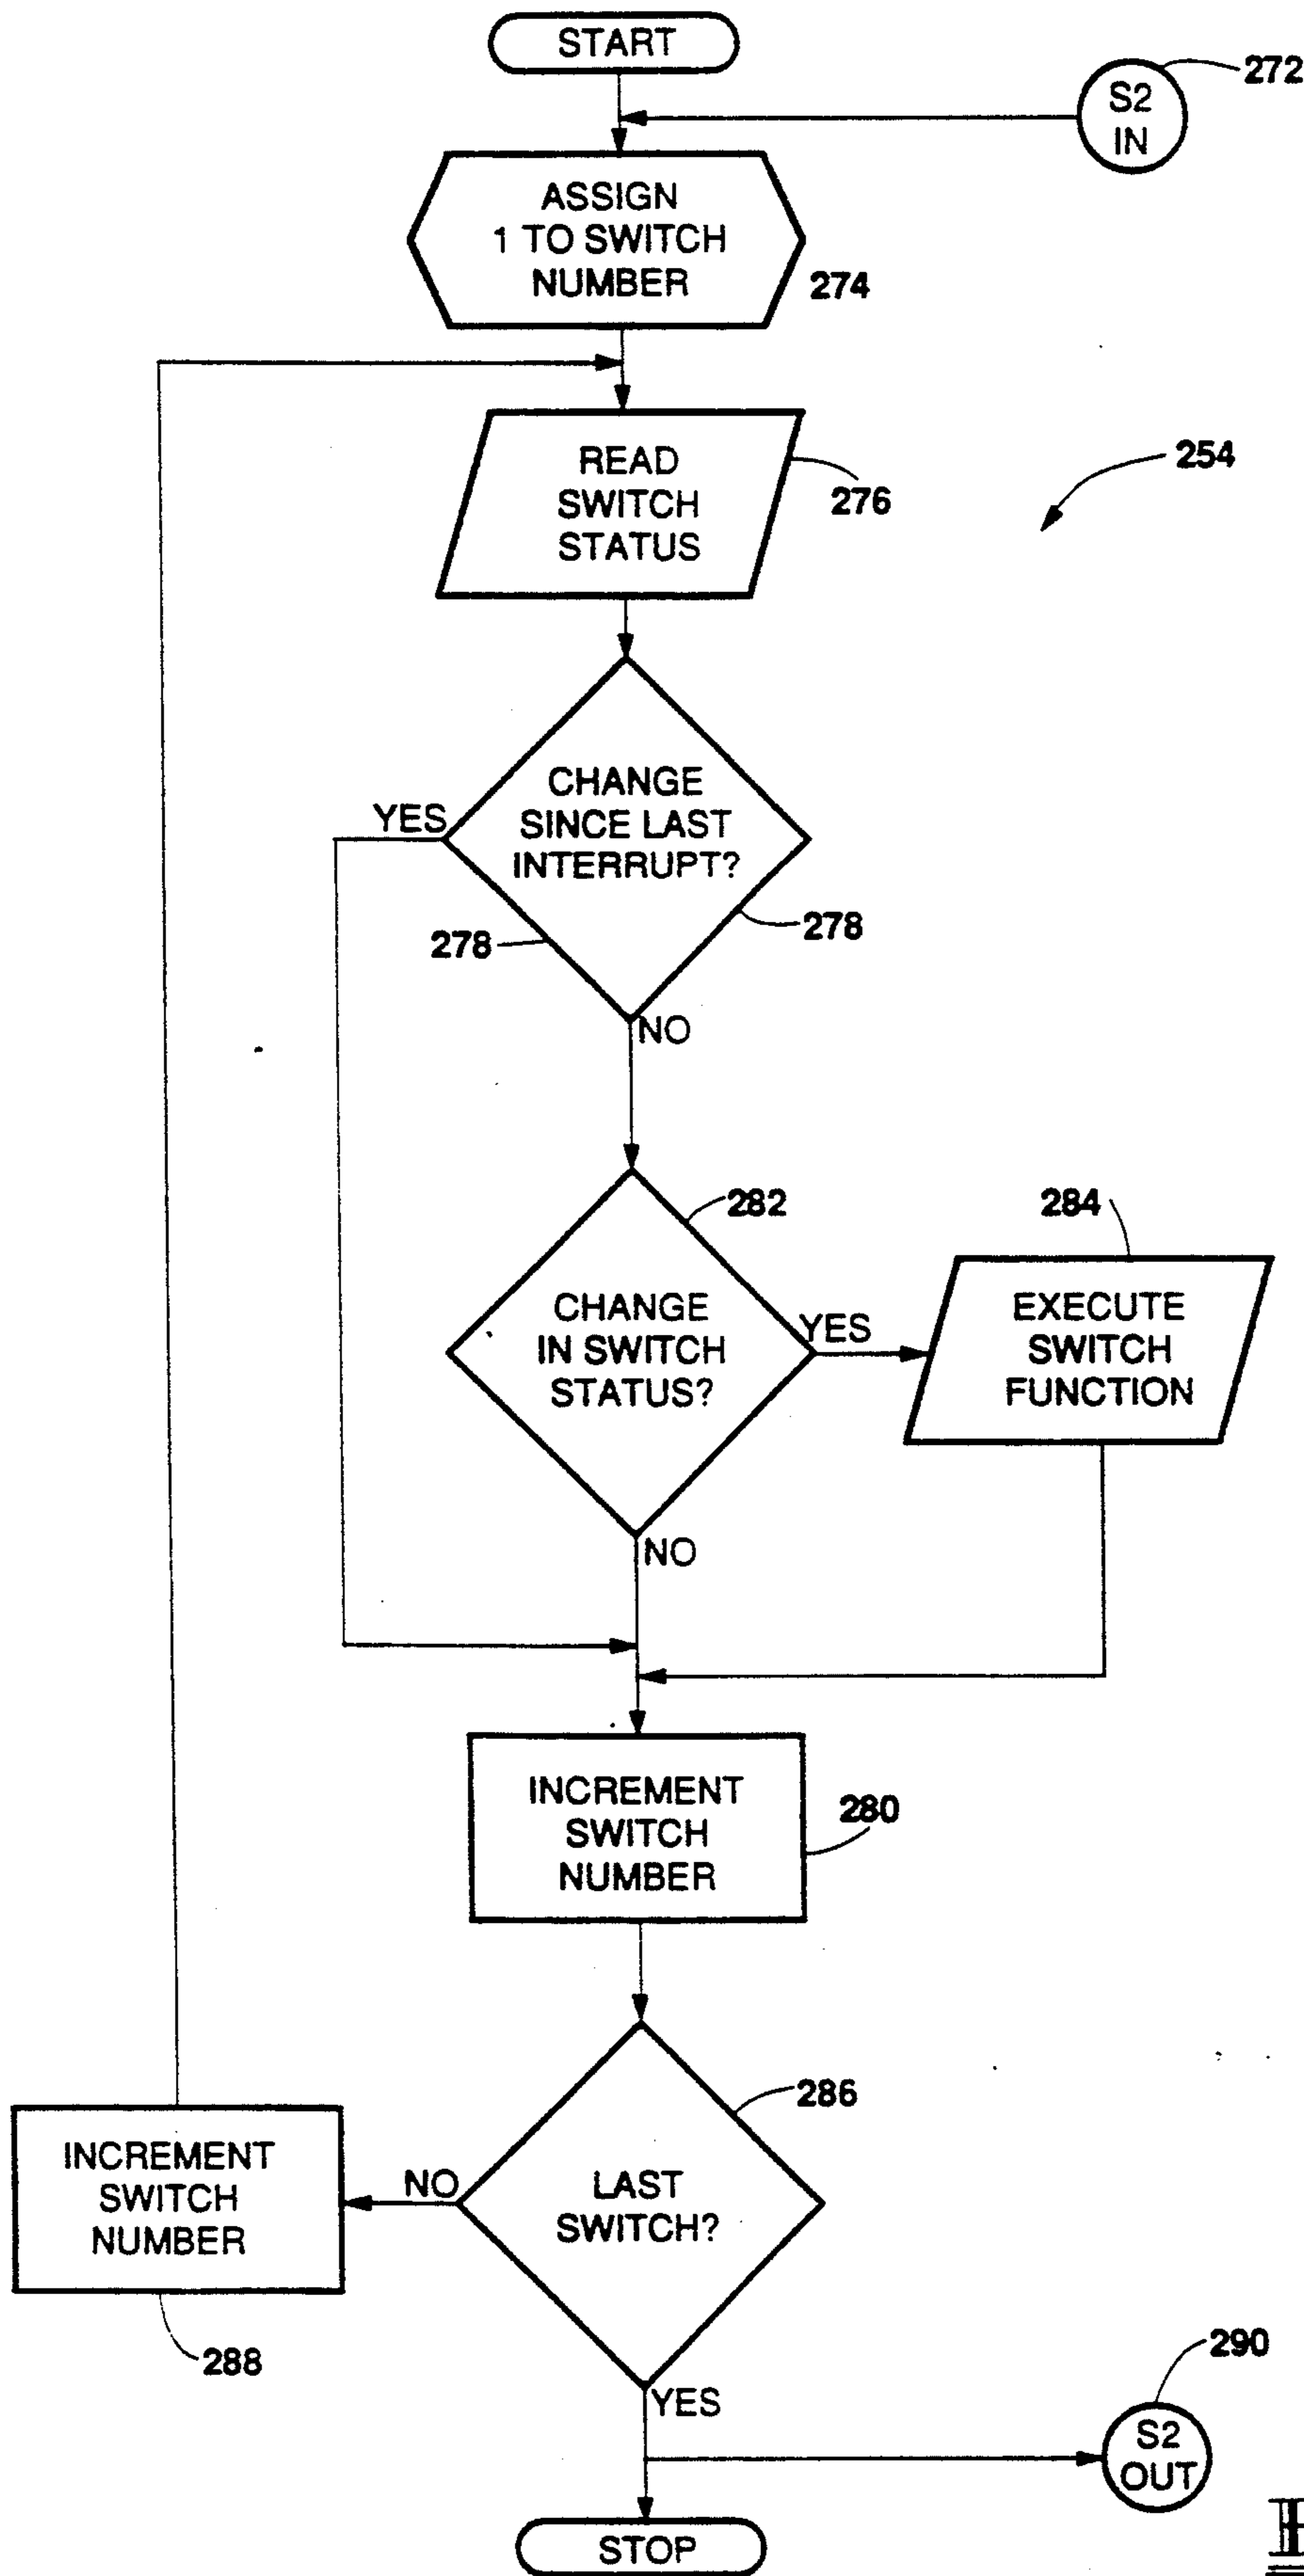 START
272
S2
IN
ASSIGN
1 TO SWITCH
NUMBER
274
READ
SWITCH
STATUS
276
254
CHANGE
SINCE LAST
INTERRUPT?
YES
278
278
NO
282
284
CHANGE
IN SWITCH
STATUS?
YES
EXECUTE
SWITCH
FUNCTION
NO
INCREMENT
SWITCH
NUMBER
280
286
LAST
SWITCH?
NO
INCREMENT
SWITCH
NUMBER
288
YES
290
S2
OUT
STOP